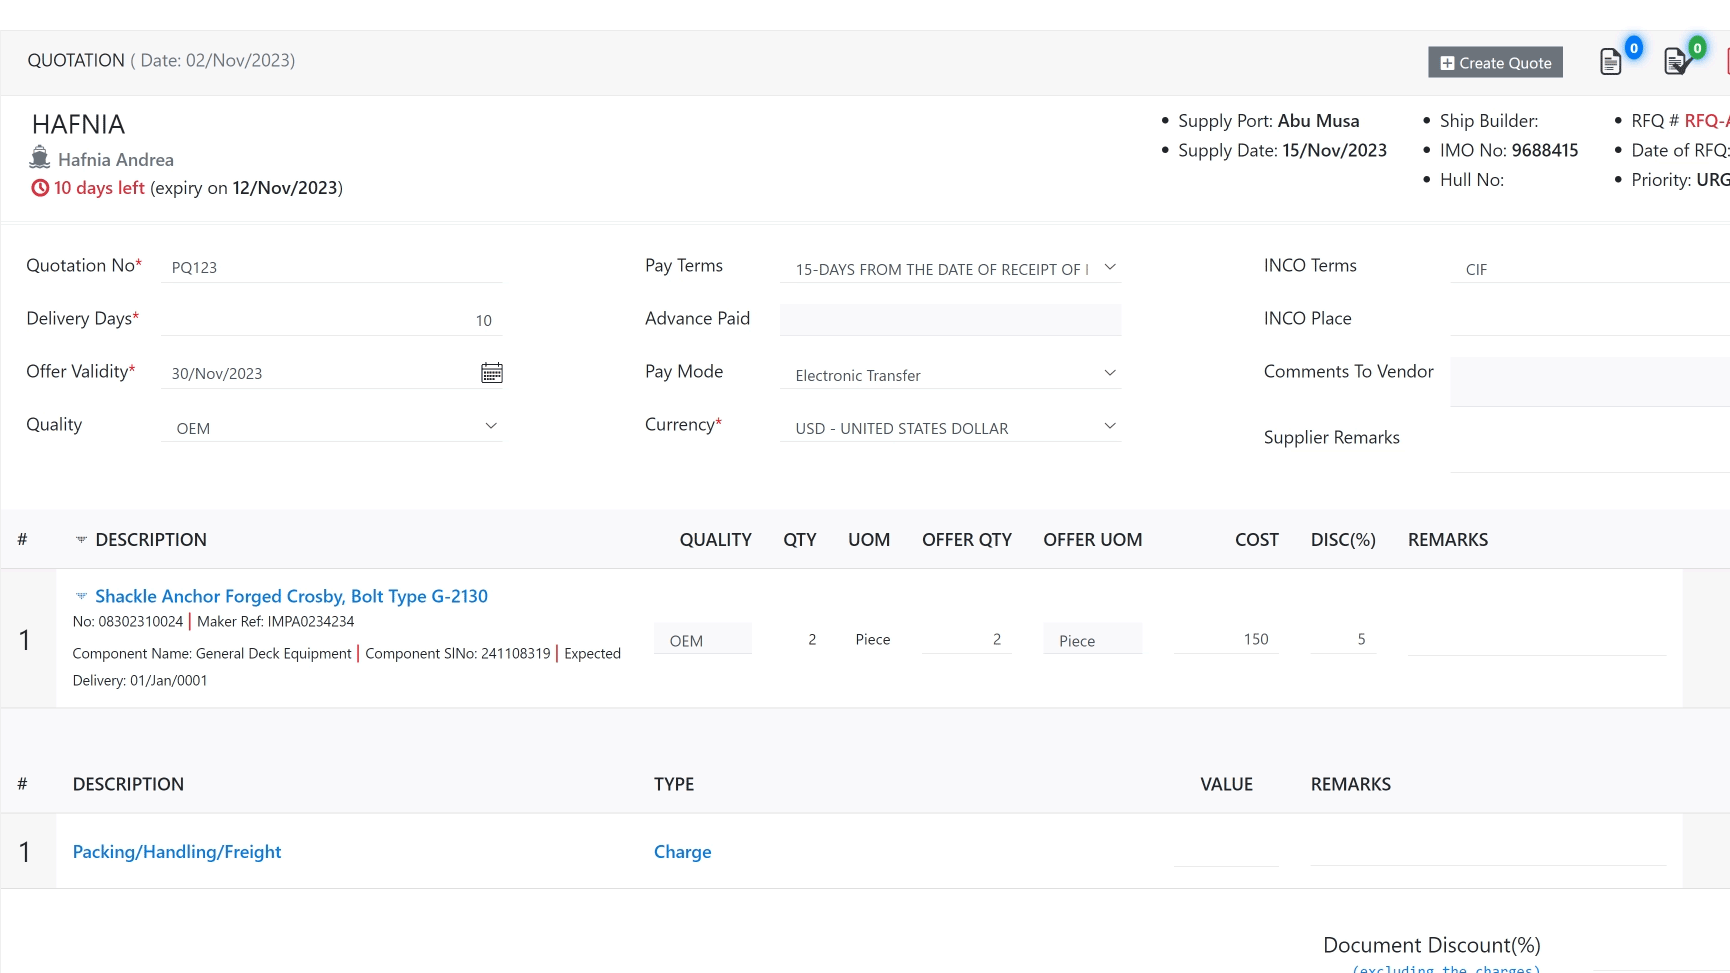 QUOTATION ( Date: 02/Nov/2023)
Create Quote
0
0
HAFNIA
Hafnia Andrea
10 days left (expiry on 12/Nov/2023)
Supply Port: Abu Musa
Supply Date: 15/Nov/2023
Ship Builder:
IMO No: 9688415
Hull No:
RFQ # RFQ-
Date of RFQ:
Priority: URG
Quotation No* PQ123
Delivery Days* 10
Offer Validity* 30/Nov/2023
Quality OEM
Pay Terms 15-DAYS FROM THE DATE OF RECEIPT OF
Advance Paid
Pay Mode Electronic Transfer
Currency* USD - UNITED STATES DOLLAR
INCO Terms CIF
INCO Place
Comments To Vendor
Supplier Remarks
# DESCRIPTION QUALITY QTY UOM OFFER QTY OFFER UOM COST DISC(%) REMARKS
1 Shackle Anchor Forged Crosby, Bolt Type G-2130
No: 08302310024 | Maker Ref: IMPA0234234
Component Name: General Deck Equipment | Component SlNo: 241108319 | Expected
Delivery: 01/Jan/0001
OEM 2 Piece 2 Piece 150 5
# DESCRIPTION TYPE VALUE REMARKS
1 Packing/Handling/Freight Charge
Document Discount(%)
(excluding the charges)